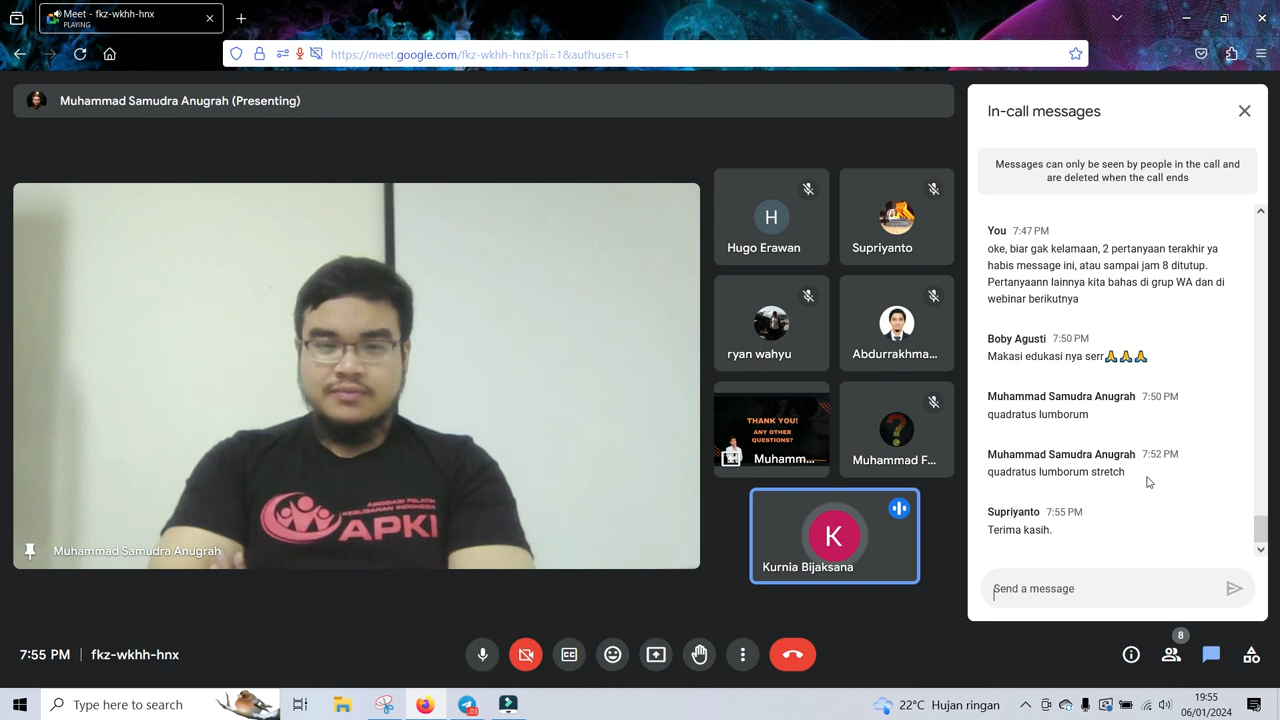 Meet - fkz-wkhh-hnx
PLAYING
https://meet.google.com/fkz-wkhh-hnx?pli=1&authuser=1
Muhammad Samudra Anugrah (Presenting)
ASOSIASI PELATIH
KEBUGARAN INDONESIA
APKI
Muhammad Samudra Anugrah
H
Hugo Erawan
Supriyanto
ryan wahyu
Abdurrakhma...
THANK YOU!
ANY OTHER
QUESTIONS?
Muhamm...
?
Muhammad F...
K
Kurnia Bijaksana
In-call messages
Messages can only be seen by people in the call and
are deleted when the call ends
You 7:47 PM
oke, biar gak kelamaan, 2 pertanyaan terakhir ya
habis message ini, atau sampai jam 8 ditutup.
Pertanyaann lainnya kita bahas di grup WA dan di
webinar berikutnya
Boby Agusti 7:50 PM
Makasi edukasi nya serr🙏🙏🙏
Muhammad Samudra Anugrah 7:50 PM
quadratus lumborum
Muhammad Samudra Anugrah 7:52 PM
quadratus lumborum stretch
Supriyanto 7:55 PM
Terima kasih.
Send a message
7:55 PM | fkz-wkhh-hnx
CC
8
Type here to search
22°C Hujan ringan
19:55
06/01/2024